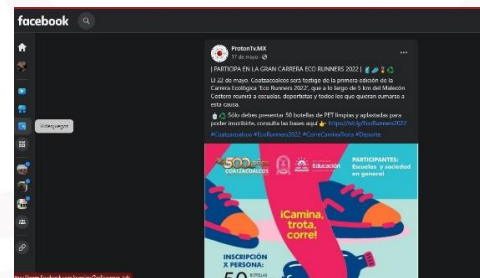 facebook
ProtonTv.MX
17 de mayo
| PARTICIPA EN LA GRAN CARRERA ECO RUNNERS 2022 |
El 22 de mayo, Coatzacoalcos será testigo de la primera edición de la
Carrera Ecológica 'Eco Runners 2022', que a lo largo de 5 km del Malecón
Costero reunirá a escuelas, deportistas y todos los que quieran sumarse a
esta causa.
Sólo debes presentar 50 botellas de PET limpias y aplastadas para
poder inscribirte, consulta las bases aquí
#Coatzacoalcos #EcoRunners2022 #CorreCaminaTrota #Deporte
Videojuegos
500
COATZACOALCOS
Educación
PARTICIPANTES:
Escuelas y sociedad
en general
¡Camina,
trota,
corre!
INSCRIPCIÓN
X PERSONA:
50 BOTELLAS